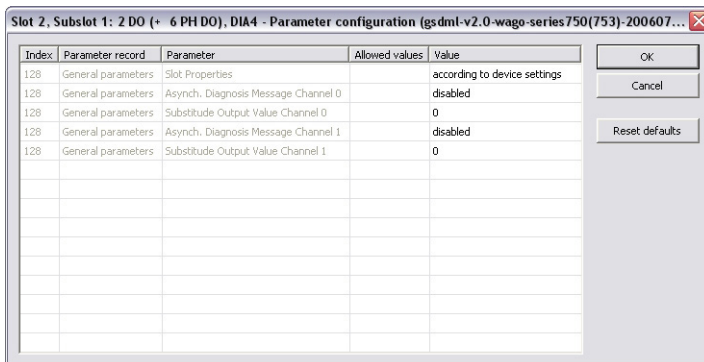 Slot 2, Subslot 1: 2 DO (+ 6 PH DO), DIA4 - Parameter configuration (gsdml-v2.0-wago-series750(753)-200607...
Index Parameter record Parameter Allowed values Value
128 General parameters Slot Properties according to device settings
128 General parameters Asynch. Diagnosis Message Channel 0 disabled
128 General parameters Substitude Output Value Channel 0 0
128 General parameters Asynch. Diagnosis Message Channel 1 disabled
128 General parameters Substitude Output Value Channel 1 0
OK
Cancel
Reset defaults